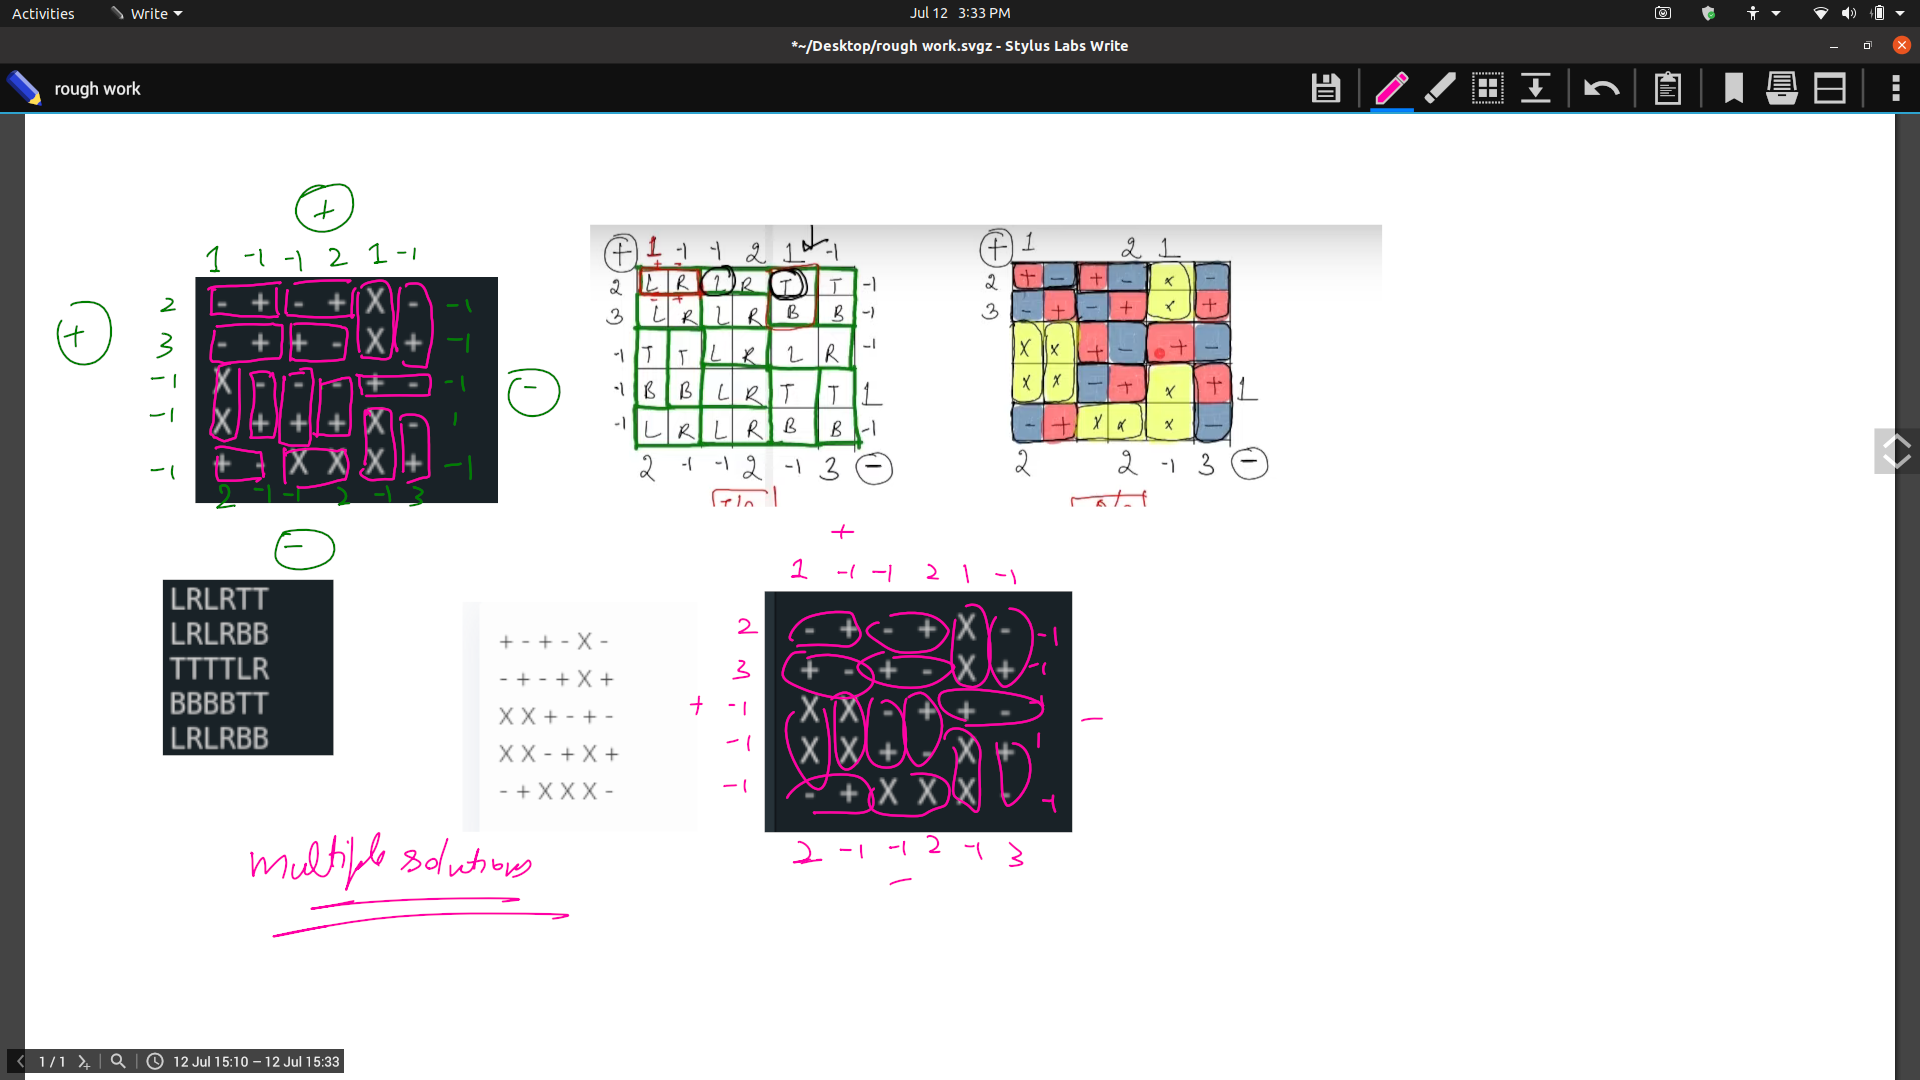 Activities
Write
Jul 12 3:33 PM
*~/Desktop/rough work.svgz - Stylus Labs Write
rough work
+
1 -1 -1 2 1 -1
+
2 - + - + X - -1
3 - + + - X + -1
-1 X - - - + - -1
-1 X + + + X - 1
-1 + - X X X + -1
2 -1 -1 2 -1 3
-
-
+ 1 -1 -1 2 1 -1
+ -
2 L R L R T T -1
- +
3 L R L R B B -1
-1 T T L R L R -1
-1 B B L R T T 1
-1 L R L R B B -1
2 -1 -1 2 -1 3 -
+ 1 2 1
2 + - + - x -
3 - + - + x +
x x + - + -
x x - + x + 1
- + x x x -
2 2 -1 3 -
LRLRTT
LRLRBB
TTTTLR
BBBBTT
LRLRBB
+ - + - X -
- + - + X +
X X + - + -
X X - + X +
- + X X X -
+
1 -1 -1 2 1 -1
2 - + - + X - -1
3 + - + - X + -1
+ -1 X X - + + - 1
-1 X X + - X + 1
-1 - + X X X - -1
-
2 -1 -1 2 -1 3
-
multiple solutions
1 / 1
12 Jul 15:10 – 12 Jul 15:33